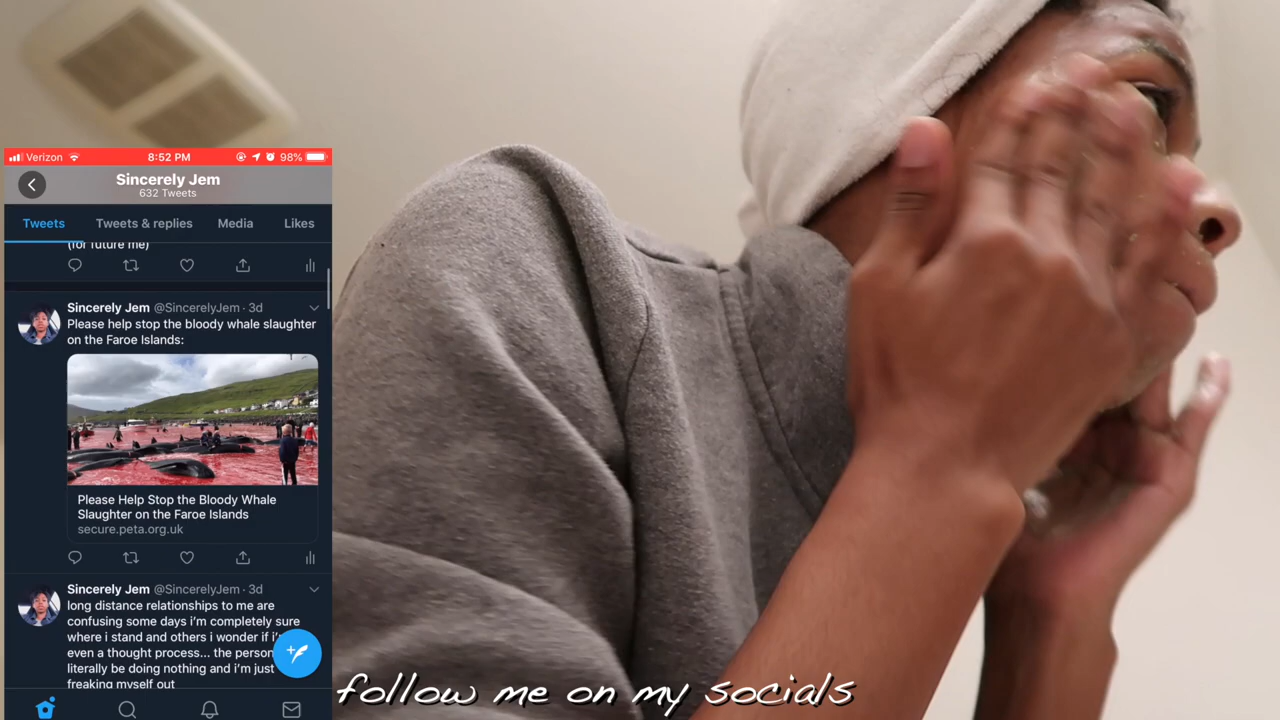 Verizon 8:52 PM 98%
Sincerely Jem
632 Tweets
Tweets Tweets & replies Media Likes
(for future me)
Sincerely Jem @SincerelyJem · 3d
Please help stop the bloody whale slaughter
on the Faroe Islands:
Please Help Stop the Bloody Whale
Slaughter on the Faroe Islands
secure.peta.org.uk
Sincerely Jem @SincerelyJem · 3d
long distance relationships to me are
confusing some days i'm completely sure
where i stand and others i wonder if
even a thought process... the person
literally be doing nothing and i'm just
freaking myself out
follow me on my socials